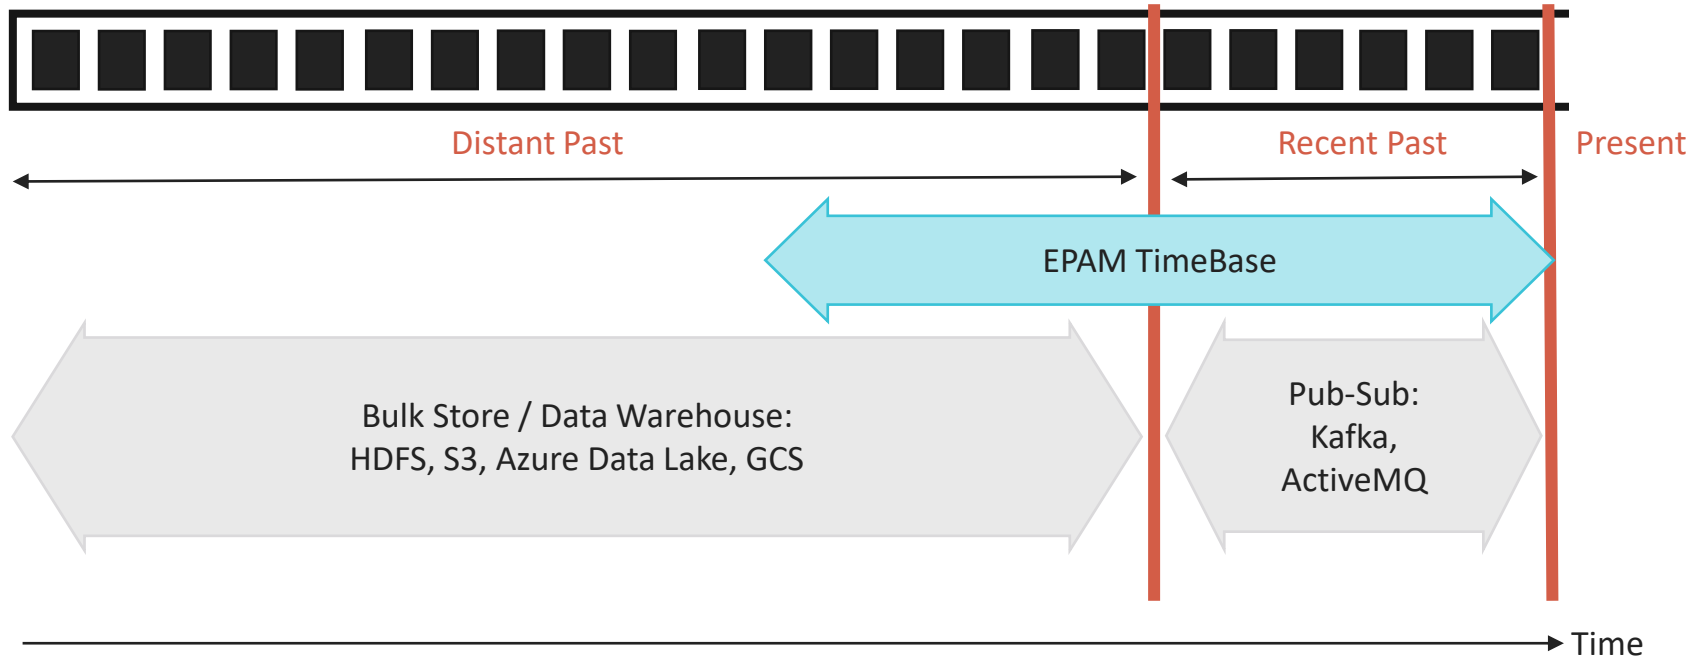 Distant Past
Recent Past
Present
EPAM TimeBase
Bulk Store / Data Warehouse:
HDFS, S3, Azure Data Lake, GCS
Pub-Sub:
Kafka,
ActiveMQ
Time